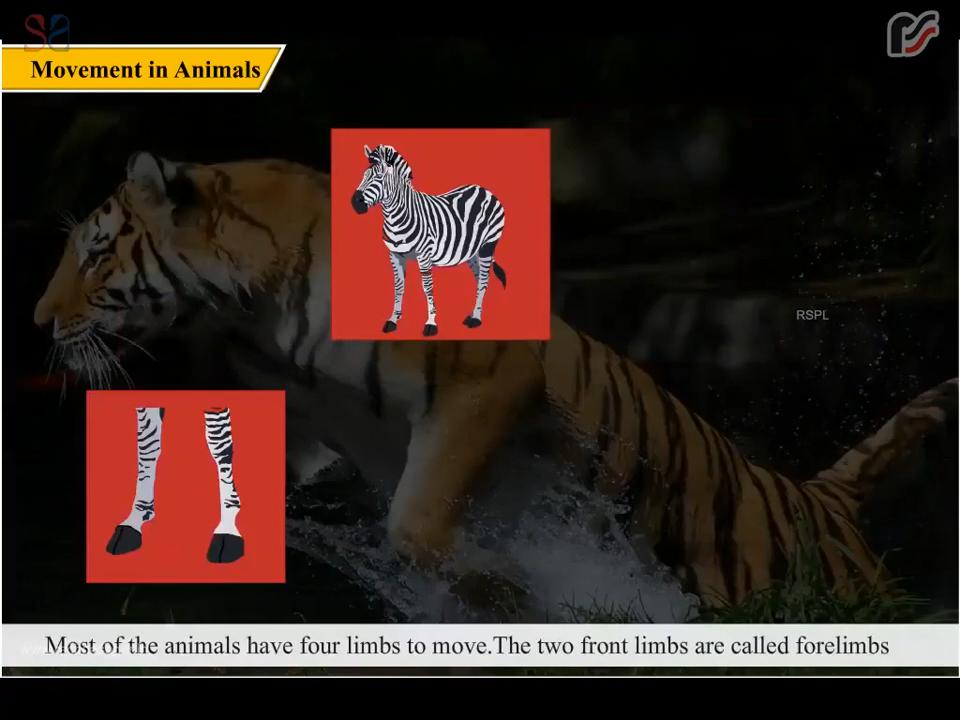 Movement in Animals
RSPL
Most of the animals have four limbs to move.The two front limbs are called forelimbs